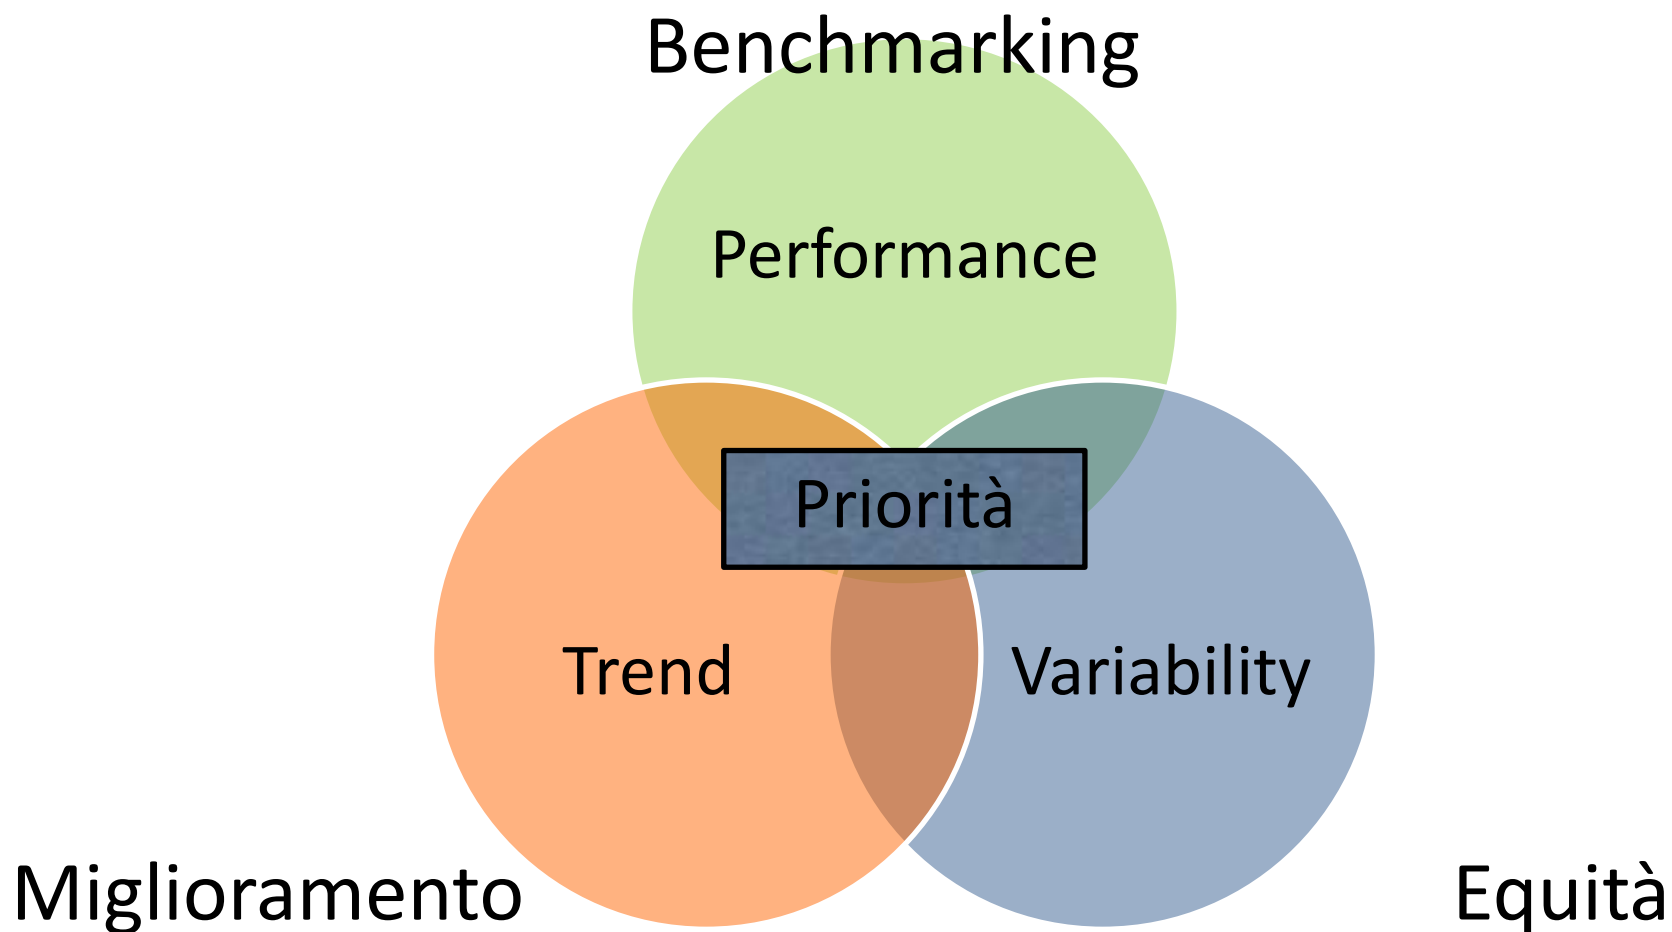 Benchmarking
Performance
Priorità
Trend
Variability
Miglioramento
Equità